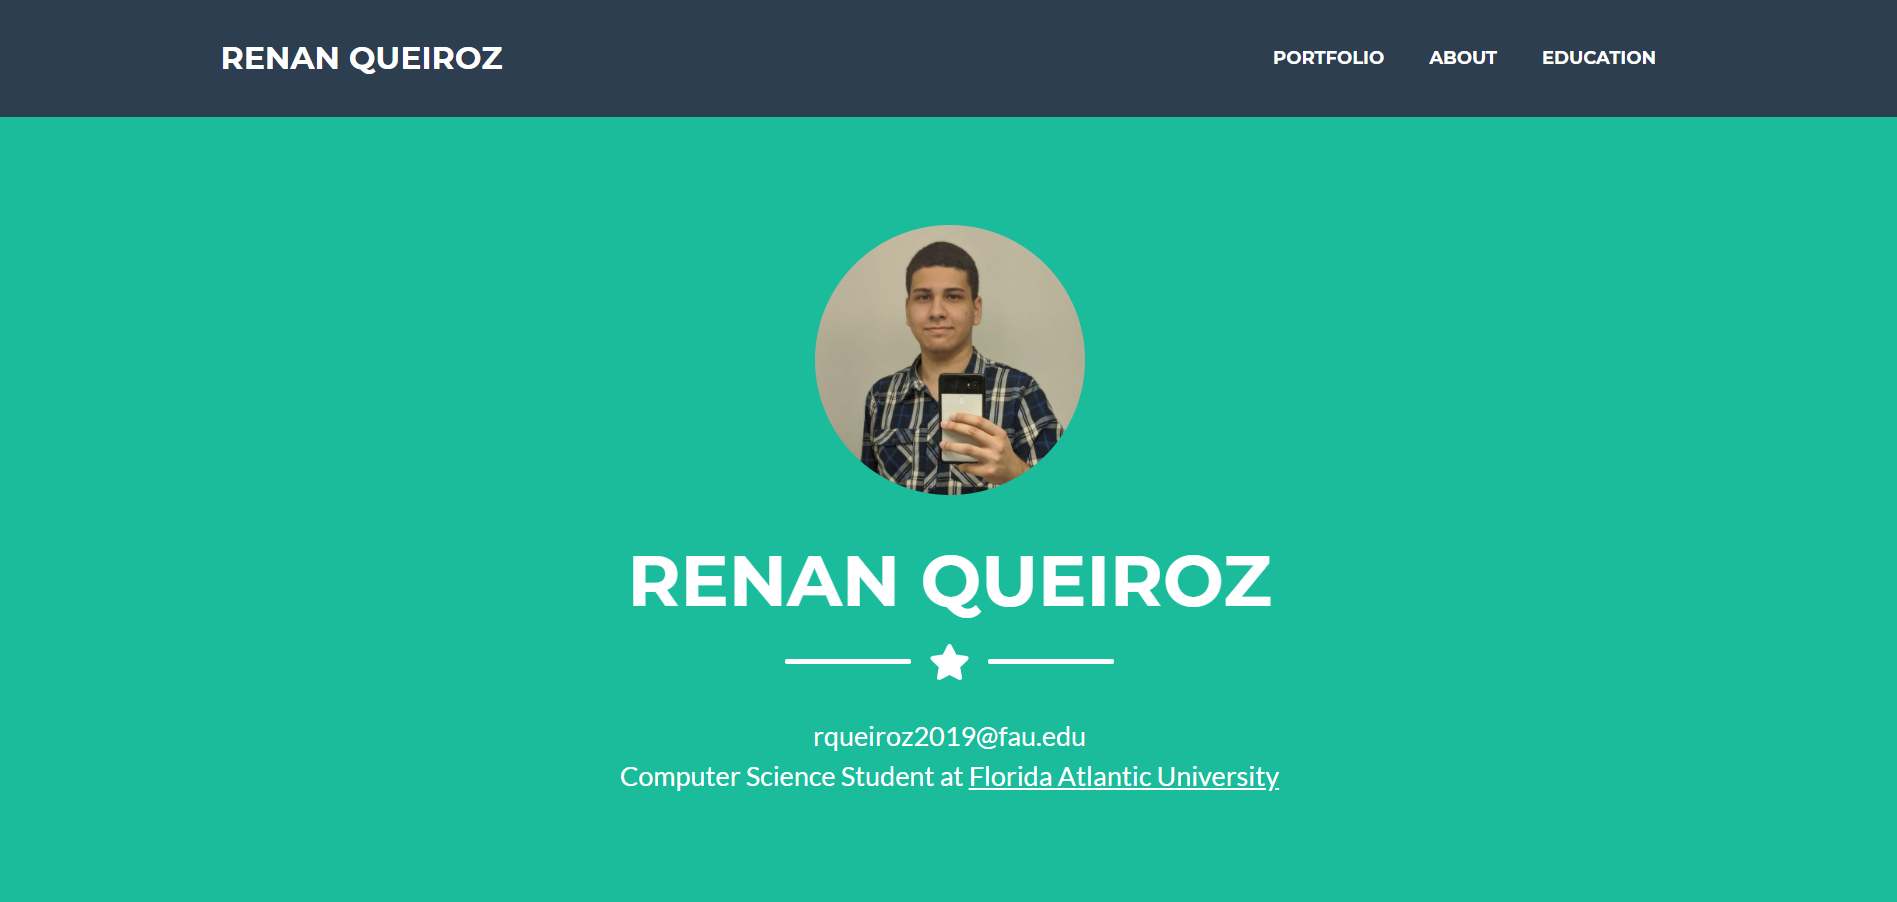 RENAN QUEIROZ
PORTFOLIO ABOUT EDUCATION
RENAN QUEIROZ
rqueiroz2019@fau.edu
Computer Science Student at Florida Atlantic University